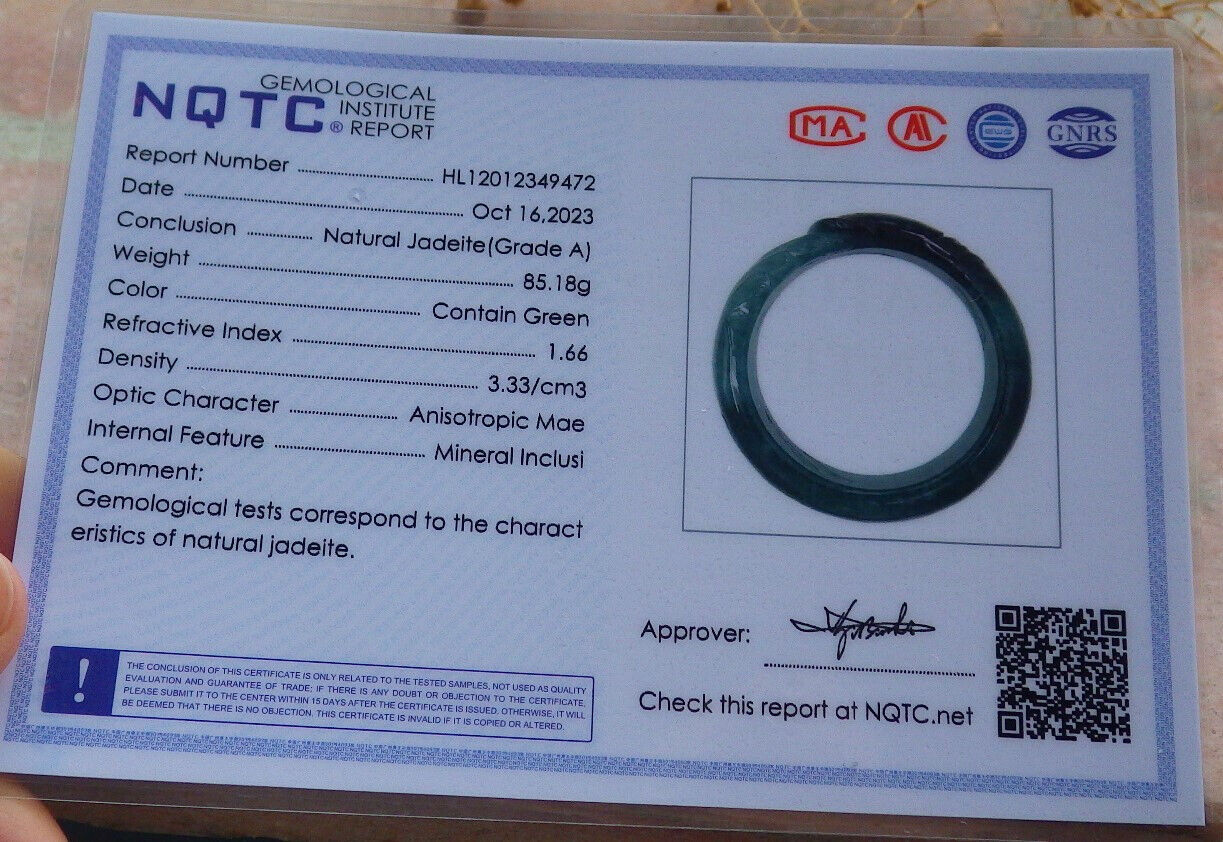 NQTC® GEMOLOGICAL INSTITUTE REPORT
MA
GNRS
Report Number HL12012349472
Date Oct 16,2023
Conclusion Natural Jadeite(Grade A)
Weight 85.18g
Color Contain Green
Refractive Index 1.66
Density 3.33/cm3
Optic Character Anisotropic Mae
Internal Feature Mineral Inclusi
Comment:
Gemological tests correspond to the charact
eristics of natural jadeite.
!
THE CONCLUSION OF THIS CERTIFICATE IS ONLY RELATED TO THE TESTED SAMPLES, NOT USED AS QUALITY
EVALUATION AND GUARANTEE OF TRADE; IF THERE IS ANY DOUBT OR OBJECTION TO THE CERTIFICATE,
PLEASE SUBMIT IT TO THE CENTER WITHIN 15 DAYS AFTER THE CERTIFICATE IS ISSUED. OTHERWISE, IT WILL
BE DEEMED THAT THERE IS NO OBJECTION. THIS CERTIFICATE IS INVALID IF IT IS COPIED OR ALTERED.
Approver:
Check this report at NQTC.net